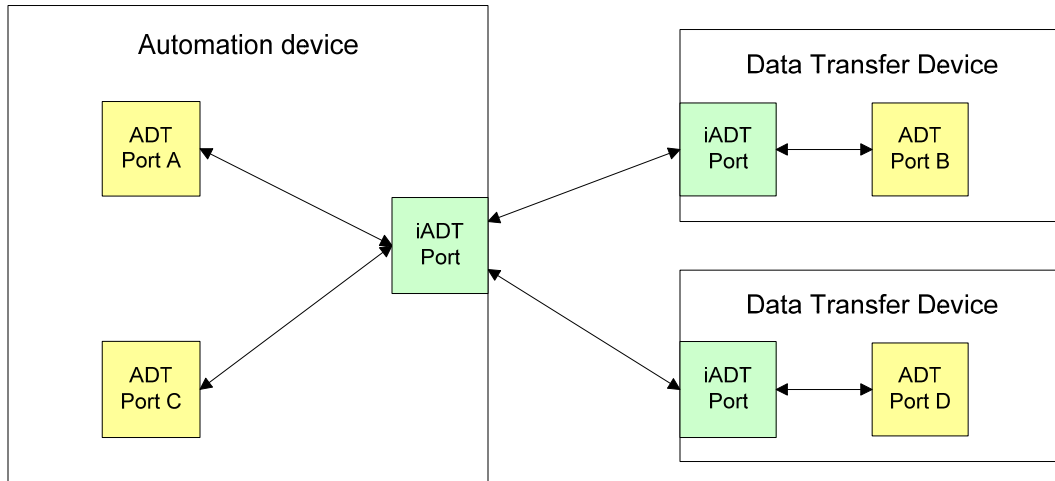 Automation device
ADT
Port A
iADT
Port
ADT
Port C
Data Transfer Device
iADT
Port
ADT
Port B
Data Transfer Device
iADT
Port
ADT
Port D